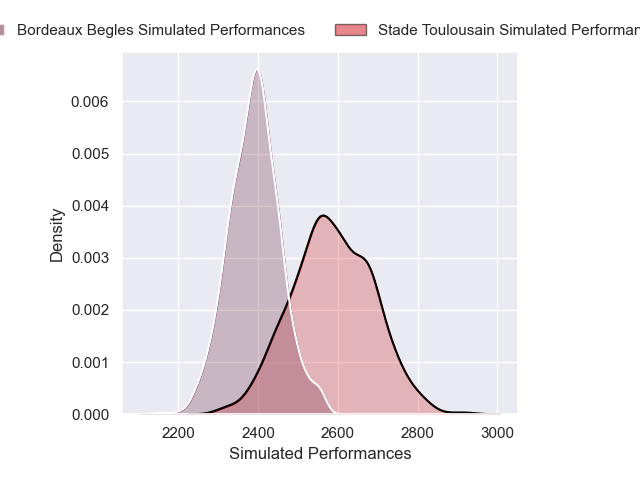 Bordeaux Begles Simulated Performances
Stade Toulousain Simulated
Density
0.006
0.005
0.004
0.003
0.002
0.001
0.000
2200 2400 2600 2800 3000
Simulated Performances